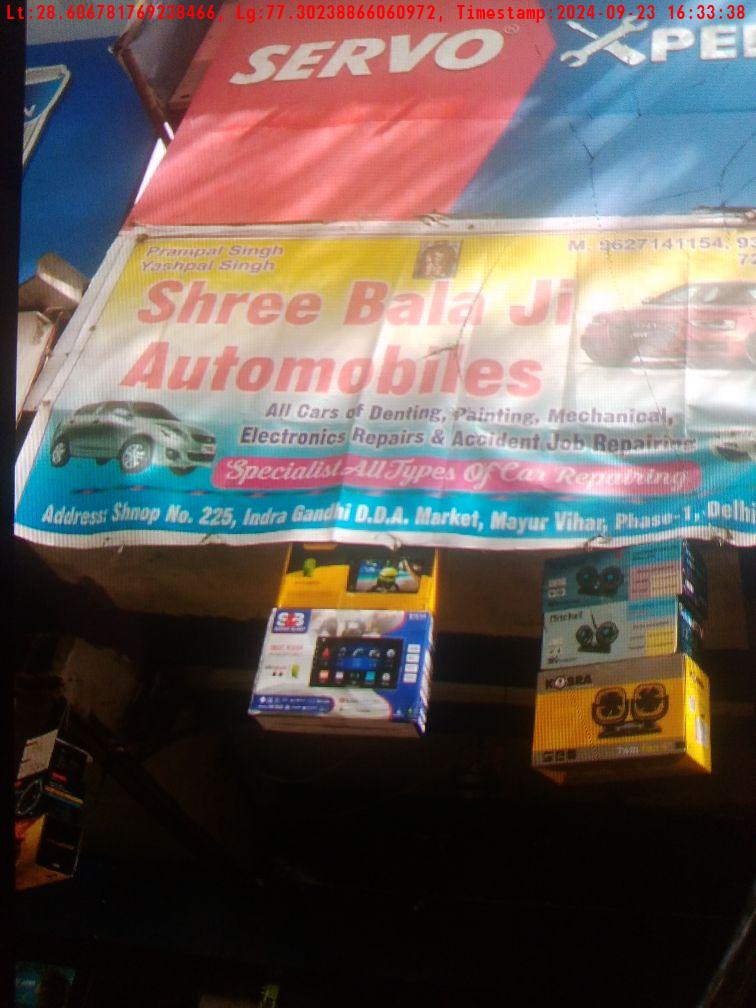 Lt:28.606781769238466, Lg:77.30238866060972, Timestamp:2024-09-23 16:33:38
SERVO®
XPE
Prampal Singh
Yashpal Singh
M. 9627141154, 93
72
Shree Bala Ji
Automobiles
All Cars of Denting, Painting, Mechanical,
Electronics Repairs & Accident Job Repairing
Specialist All Types Of Car Repairing
Address: Shnop No. 225, Indra Gandhi D.D.A. Market, Mayur Vihar, Phase-1, Delhi
KOBRA
Twin Fan